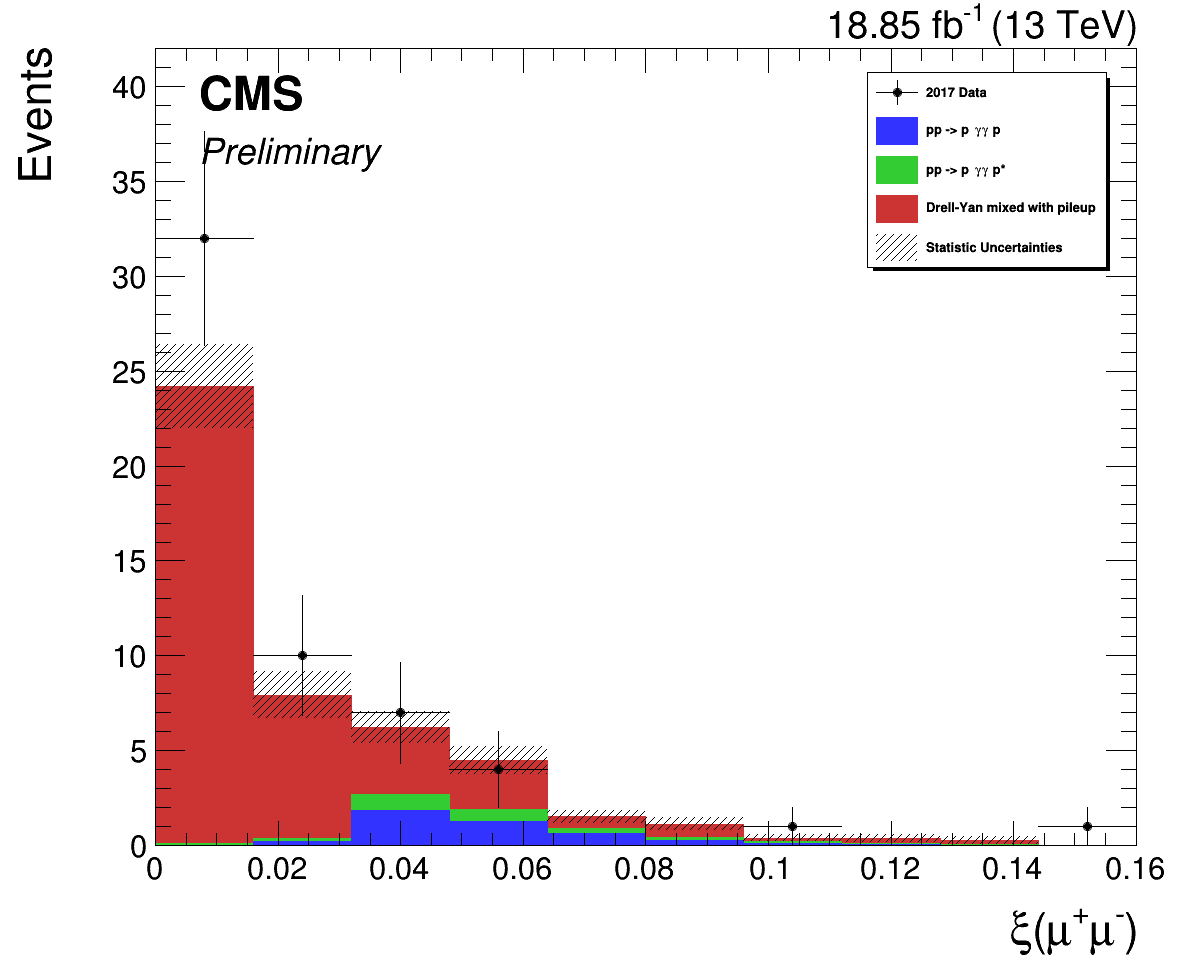 18.85 fb⁻¹ (13 TeV)
Events
CMS
Preliminary
2017 Data
pp -> p γγ p
pp -> p γγ p*
Drell-Yan mixed with pileup
Statistic Uncertainties
40
35
30
25
20
15
10
5
0
0 0.02 0.04 0.06 0.08 0.1 0.12 0.14 0.16
ξ(μ⁺μ⁻)